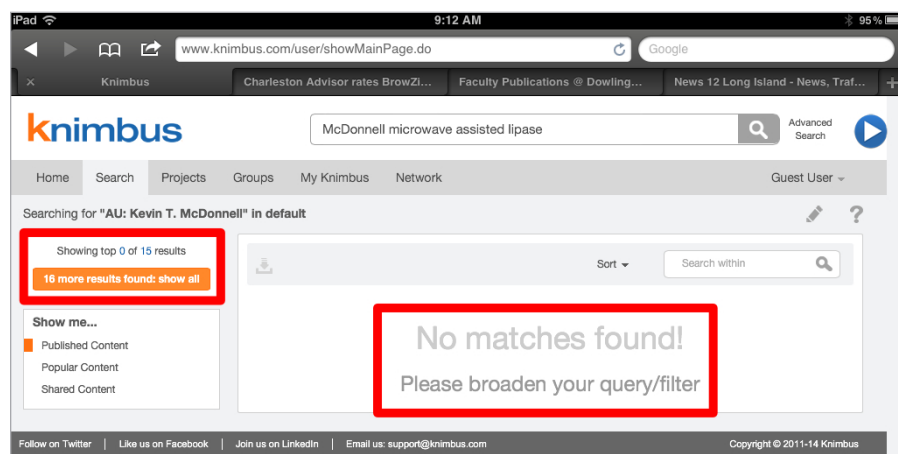 iPad 9:12 AM 95%
www.knimbus.com/user/showMainPage.do Google
× Knimbus Charleston Advisor rates BrowZi... Faculty Publications @ Dowling... News 12 Long Island - News, Traf... +
knimbus McDonnell microwave assisted lipase Advanced
Search
Home Search Projects Groups My Knimbus Network Guest User
Searching for "AU: Kevin T. McDonnell" in default ?
Showing top 0 of 15 results
16 more results found: show all
Sort Search within
Show me...
Published Content
Popular Content
Shared Content
No matches found!
Please broaden your query/filter
Follow on Twitter | Like us on Facebook | Join us on LinkedIn | Email us: support@knimbus.com Copyright © 2011-14 Knimbus